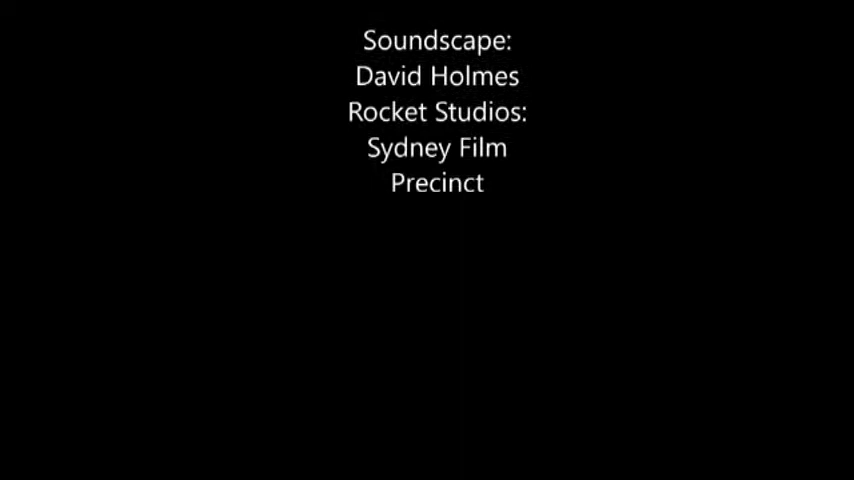 Soundscape:
David Holmes
Rocket Studios:
Sydney Film
Precinct